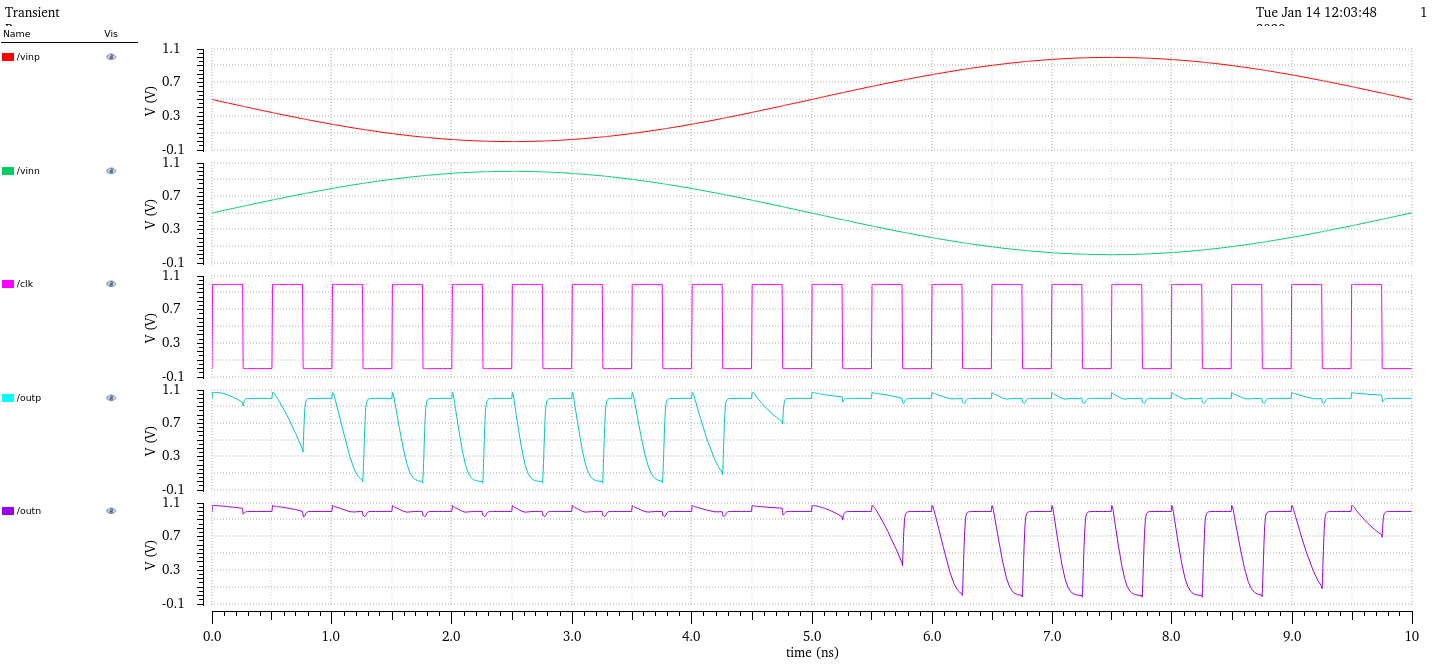 Transient
Tue Jan 14 12:03:48
1
Name Vis
/vinp
V (V)
1.1
0.7
0.3
-0.1
/vinn
V (V)
1.1
0.7
0.3
-0.1
/clk
V (V)
1.1
0.7
0.3
-0.1
/outp
V (V)
1.1
0.7
0.3
-0.1
/outn
V (V)
1.1
0.7
0.3
-0.1
0.0 1.0 2.0 3.0 4.0 5.0 6.0 7.0 8.0 9.0 10
time (ns)